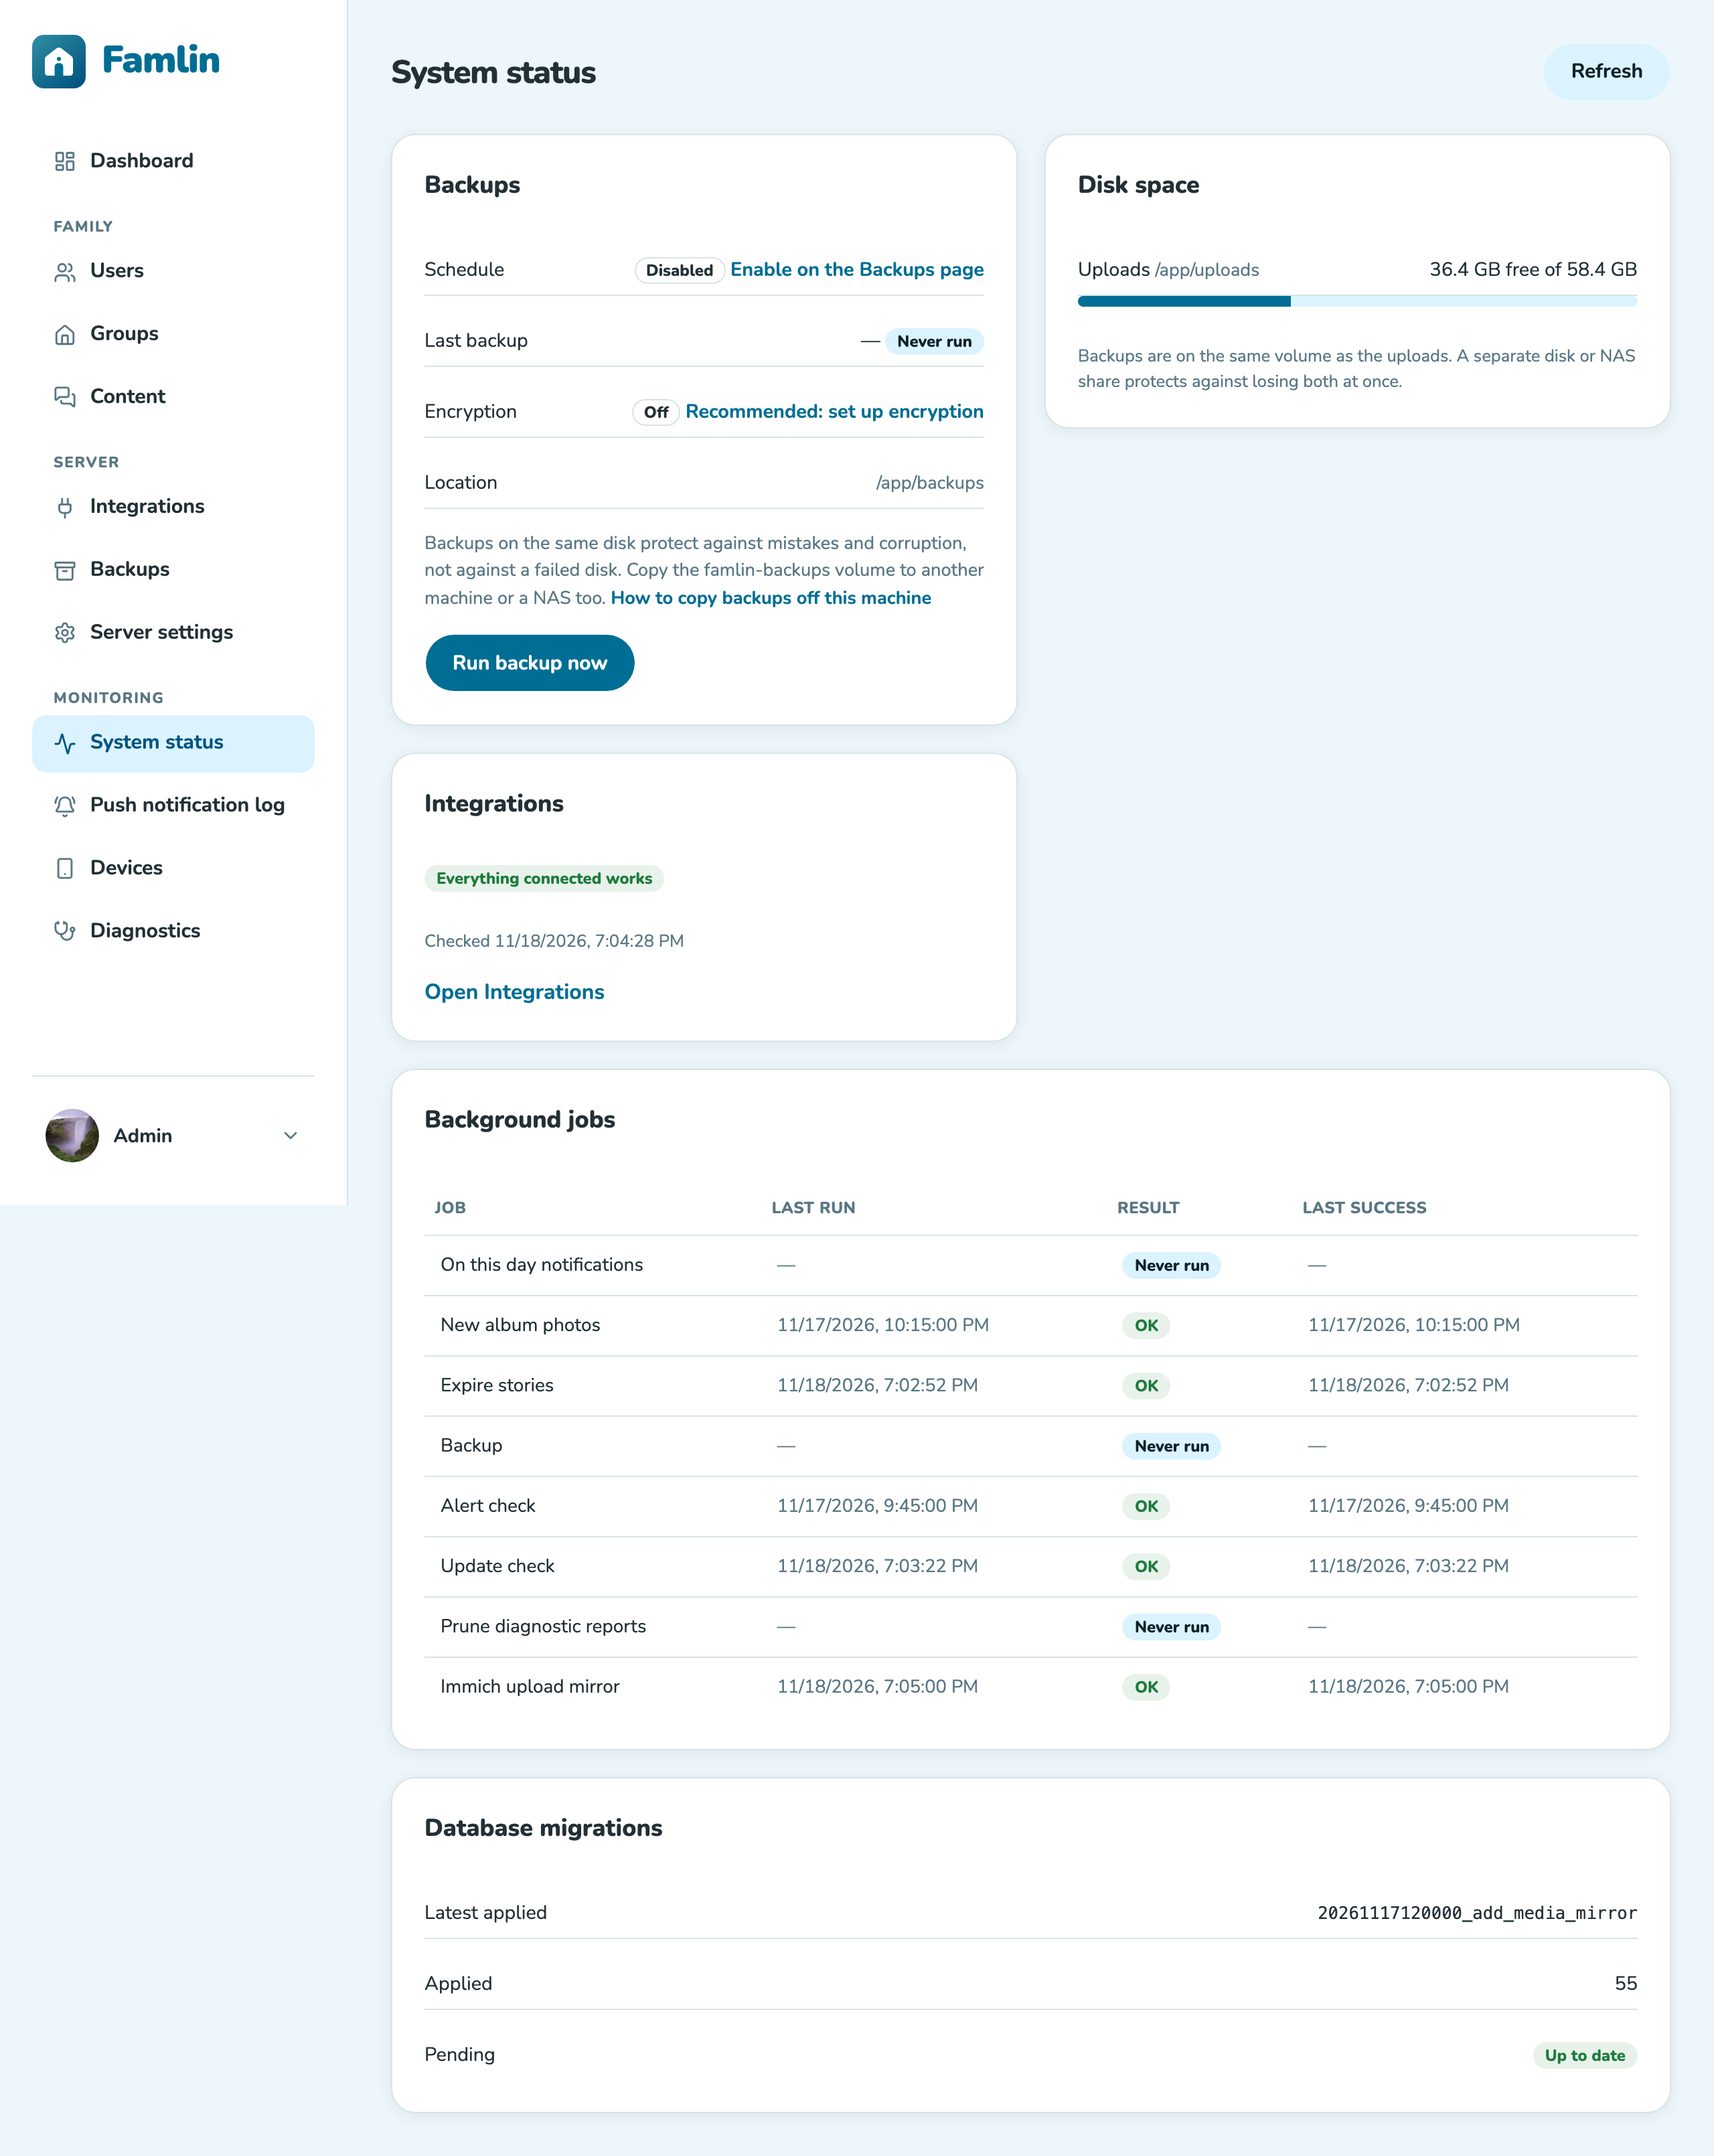 Famlin
Dashboard
FAMILY
Users
Groups
Content
SERVER
Integrations
Backups
Server settings
MONITORING
System status
Push notification log
Devices
Diagnostics
Admin
System status
Refresh
Backups
Schedule Disabled Enable on the Backups page
Last backup — Never run
Encryption Off Recommended: set up encryption
Location /app/backups
Backups on the same disk protect against mistakes and corruption,
not against a failed disk. Copy the famlin-backups volume to another
machine or a NAS too. How to copy backups off this machine
Run backup now
Disk space
Uploads /app/uploads 36.4 GB free of 58.4 GB
Backups are on the same volume as the uploads. A separate disk or NAS
share protects against losing both at once.
Integrations
Everything connected works
Checked 11/18/2026, 7:04:28 PM
Open Integrations
Background jobs
JOB LAST RUN RESULT LAST SUCCESS
On this day notifications — Never run —
New album photos 11/17/2026, 10:15:00 PM OK 11/17/2026, 10:15:00 PM
Expire stories 11/18/2026, 7:02:52 PM OK 11/18/2026, 7:02:52 PM
Backup — Never run —
Alert check 11/17/2026, 9:45:00 PM OK 11/17/2026, 9:45:00 PM
Update check 11/18/2026, 7:03:22 PM OK 11/18/2026, 7:03:22 PM
Prune diagnostic reports — Never run —
Immich upload mirror 11/18/2026, 7:05:00 PM OK 11/18/2026, 7:05:00 PM
Database migrations
Latest applied 20261117120000_add_media_mirror
Applied 55
Pending Up to date